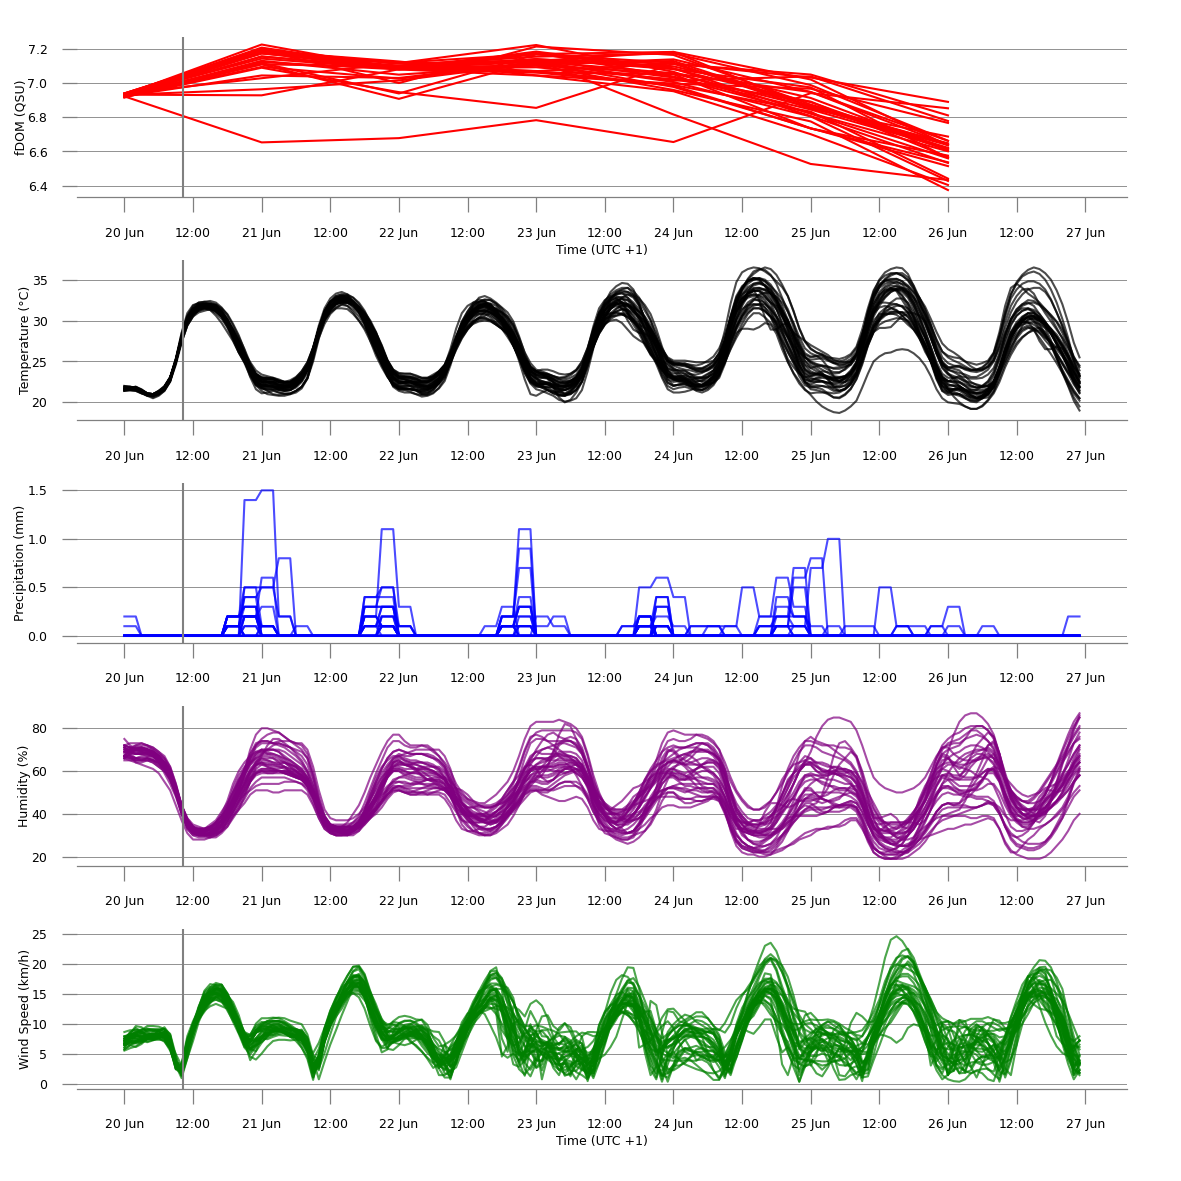 7.2
7.0
6.8
6.6
6.4
fDOM (QSU)
20 Jun 12:00 21 Jun 12:00 22 Jun 12:00 23 Jun 12:00 24 Jun 12:00 25 Jun 12:00 26 Jun 12:00 27 Jun
Time (UTC +1)
35
30
25
20
Temperature (°C)
20 Jun 12:00 21 Jun 12:00 22 Jun 12:00 23 Jun 12:00 24 Jun 12:00 25 Jun 12:00 26 Jun 12:00 27 Jun
1.5
1.0
0.5
0.0
Precipitation (mm)
20 Jun 12:00 21 Jun 12:00 22 Jun 12:00 23 Jun 12:00 24 Jun 12:00 25 Jun 12:00 26 Jun 12:00 27 Jun
80
60
40
20
Humidity (%)
20 Jun 12:00 21 Jun 12:00 22 Jun 12:00 23 Jun 12:00 24 Jun 12:00 25 Jun 12:00 26 Jun 12:00 27 Jun
25
20
15
10
5
0
Wind Speed (km/h)
20 Jun 12:00 21 Jun 12:00 22 Jun 12:00 23 Jun 12:00 24 Jun 12:00 25 Jun 12:00 26 Jun 12:00 27 Jun
Time (UTC +1)